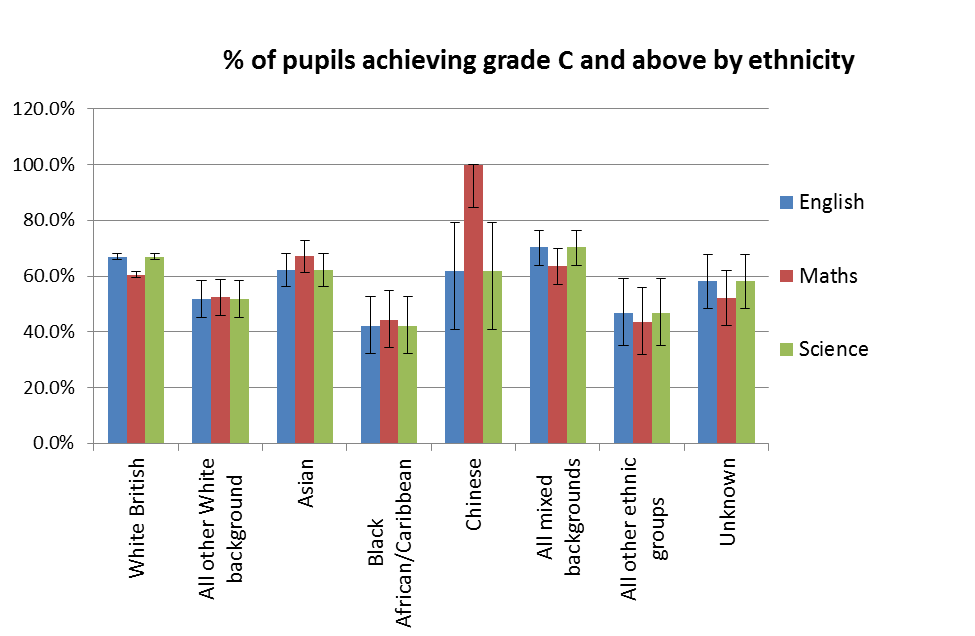 % of pupils achieving grade C and above by ethnicity
120.0%
100.0%
80.0%
60.0%
40.0%
20.0%
0.0%
White British
All other White
background
Asian
Black
African/Caribbean
Chinese
All mixed
backgrounds
All other ethnic
groups
Unknown
English
Maths
Science